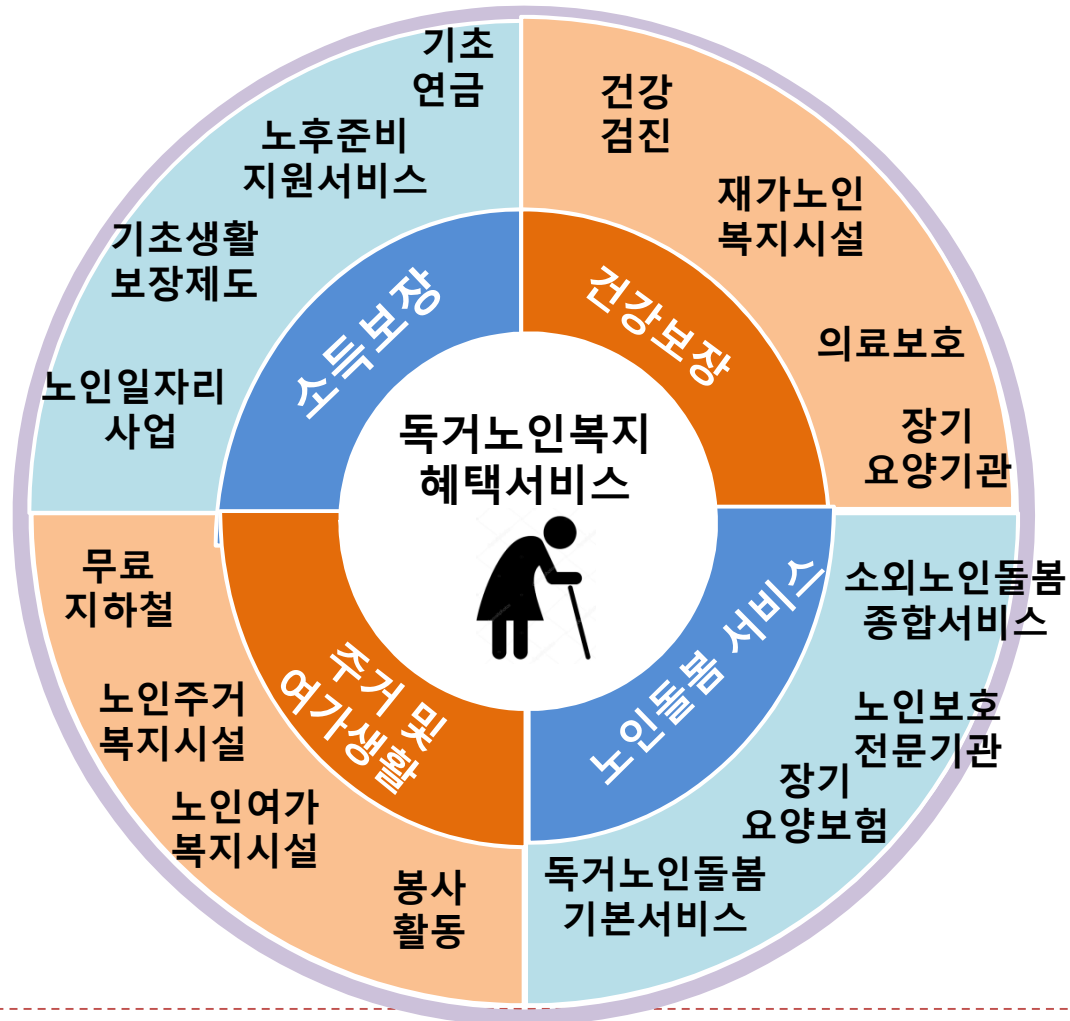 기초
연금
노후준비
지원서비스
기초생활
보장제도
노인일자리
사업
소득보장
건강
검진
재가노인
복지시설
의료보호
장기
요양기관
건강보장
독거노인복지
혜택서비스
무료
지하철
노인주거
복지시설
노인여가
복지시설
봉사
활동
주거 및
여가생활
노인돌봄 서비스
소외노인돌봄
종합서비스
노인보호
전문기관
장기
요양보험
독거노인돌봄
기본서비스